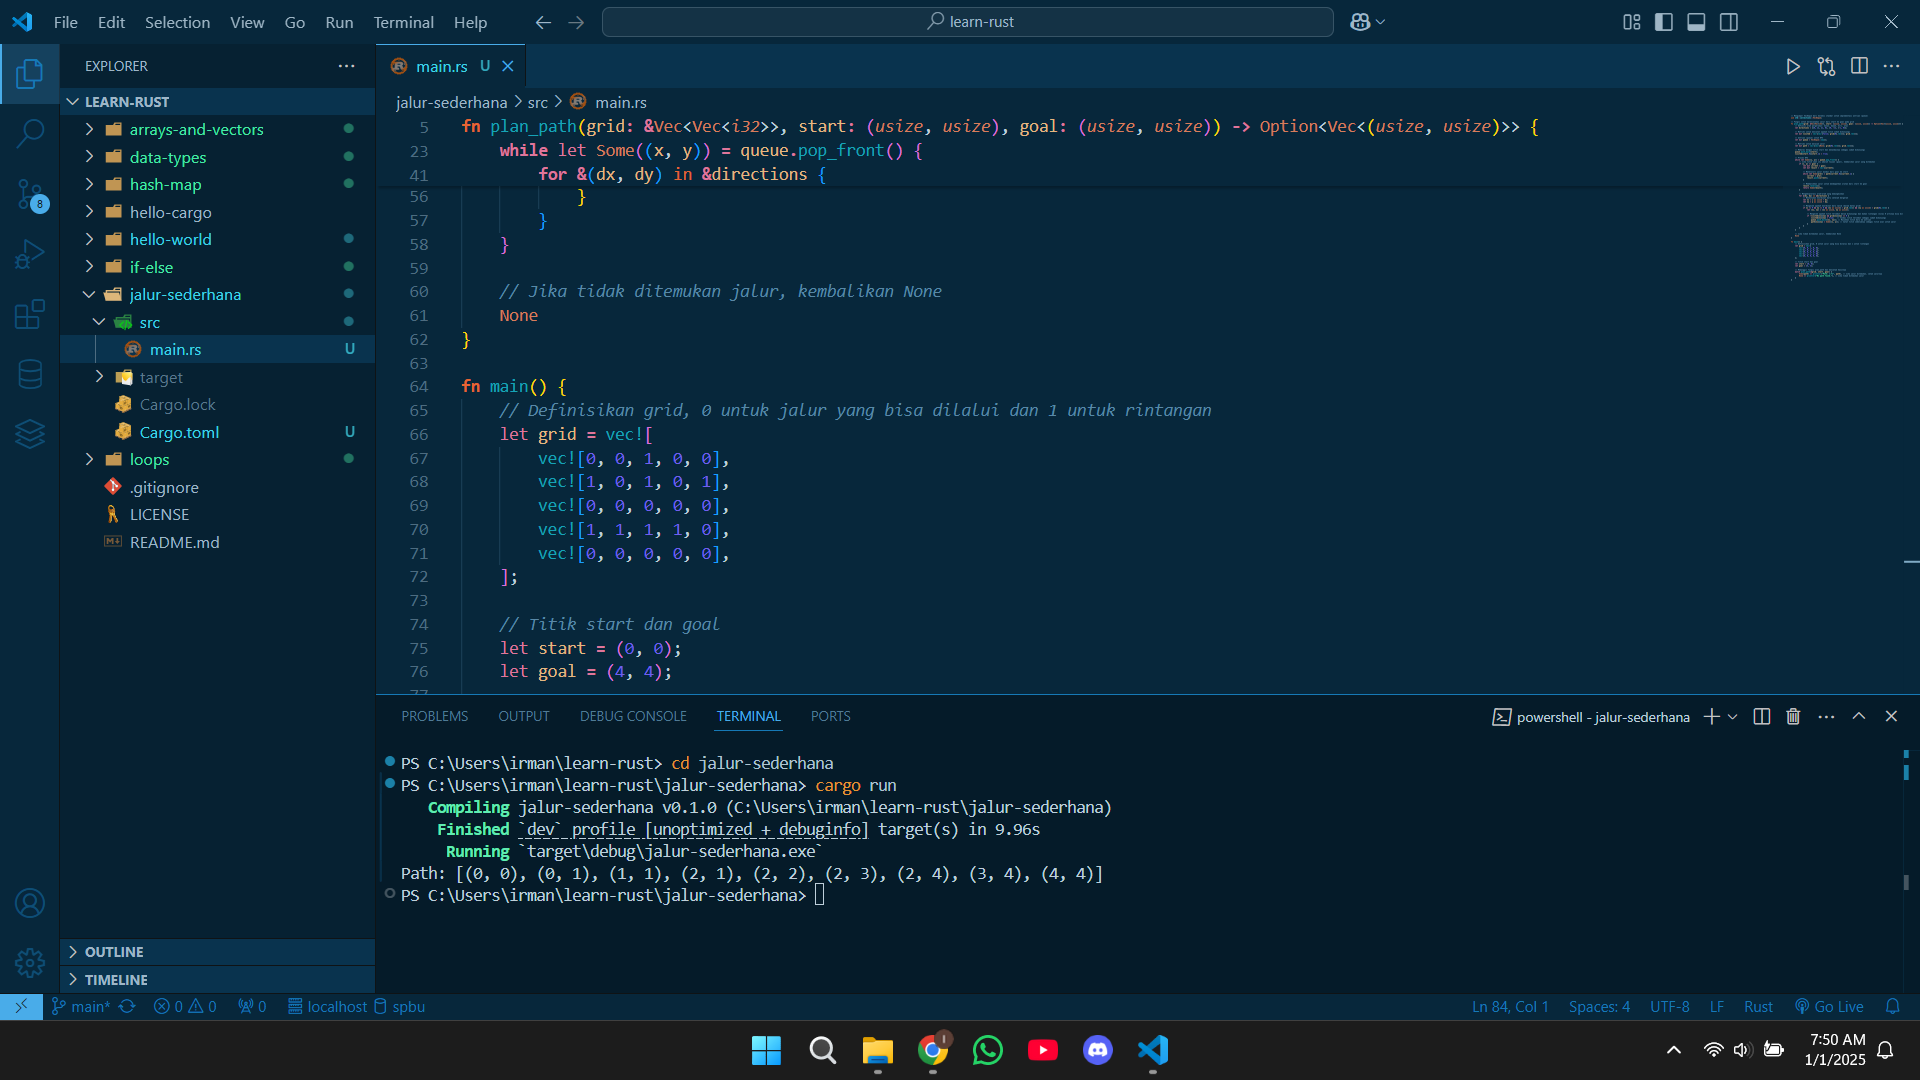 File Edit Selection View Go Run Terminal Help
learn-rust
EXPLORER
LEARN-RUST
arrays-and-vectors
data-types
hash-map
hello-cargo
hello-world
if-else
jalur-sederhana
src
main.rs U
target
Cargo.lock
Cargo.toml U
loops
.gitignore
LICENSE
README.md
OUTLINE
TIMELINE
8
main.rs U
jalur-sederhana > src > main.rs
5 fn plan_path(grid: &Vec<Vec<i32>>, start: (usize, usize), goal: (usize, usize)) -> Option<Vec<(usize, usize)>> {
23 while let Some((x, y)) = queue.pop_front() {
41 for &(dx, dy) in &directions {
56 }
57 }
58 }
59
60 // Jika tidak ditemukan jalur, kembalikan None
61 None
62 }
63
64 fn main() {
65 // Definisikan grid, 0 untuk jalur yang bisa dilalui dan 1 untuk rintangan
66 let grid = vec![
67 vec![0, 0, 1, 0, 0],
68 vec![1, 0, 1, 0, 1],
69 vec![0, 0, 0, 0, 0],
70 vec![1, 1, 1, 1, 0],
71 vec![0, 0, 0, 0, 0],
72 ];
73
74 // Titik start dan goal
75 let start = (0, 0);
76 let goal = (4, 4);
77
PROBLEMS OUTPUT DEBUG CONSOLE TERMINAL PORTS
powershell - jalur-sederhana
PS C:\Users\irman\learn-rust> cd jalur-sederhana
PS C:\Users\irman\learn-rust\jalur-sederhana> cargo run
Compiling jalur-sederhana v0.1.0 (C:\Users\irman\learn-rust\jalur-sederhana)
Finished `dev` profile [unoptimized + debuginfo] target(s) in 9.96s
Running `target\debug\jalur-sederhana.exe`
Path: [(0, 0), (0, 1), (1, 1), (2, 1), (2, 2), (2, 3), (2, 4), (3, 4), (4, 4)]
PS C:\Users\irman\learn-rust\jalur-sederhana>
main* 0 0 0 localhost spbu
Ln 84, Col 1 Spaces: 4 UTF-8 LF Rust Go Live
7:50 AM
1/1/2025